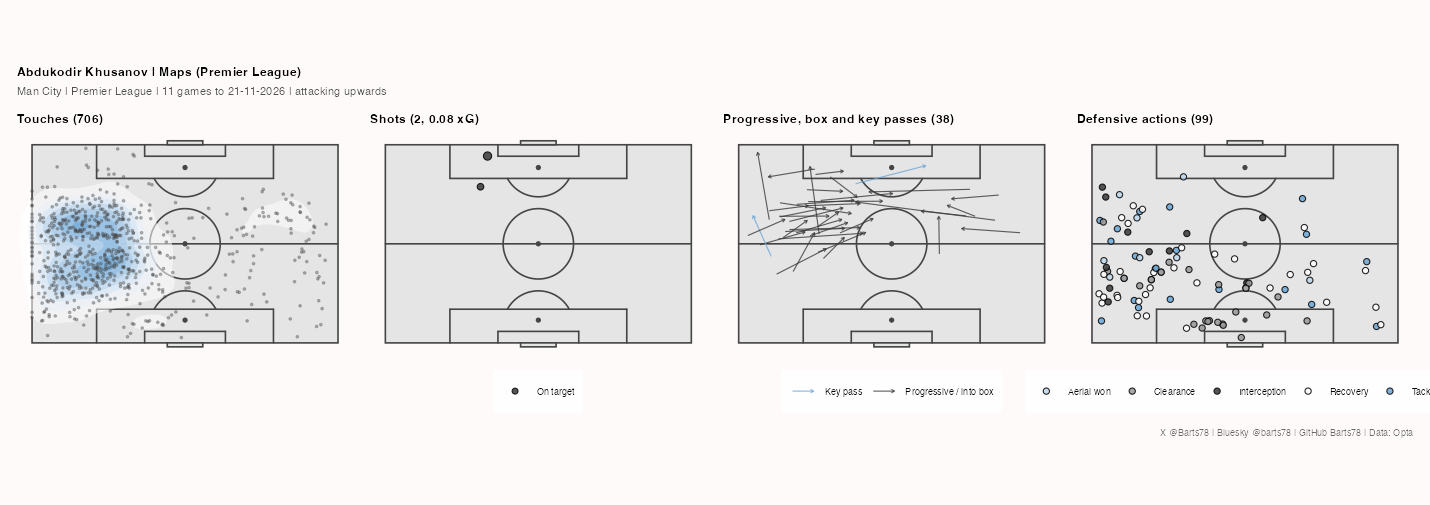 Abdukodir Khusanov | Maps (Premier League)
Man City | Premier League | 11 games to 21-11-2026 | attacking upwards
Touches (706)
Shots (2, 0.08 xG)
Progressive, box and key passes (38)
Defensive actions (99)
On target
Key pass
Progressive / into box
Aerial won
Clearance
Interception
Recovery
Tack
X @Barts78 | Bluesky @barts78 | GitHub Barts78 | Data: Opta